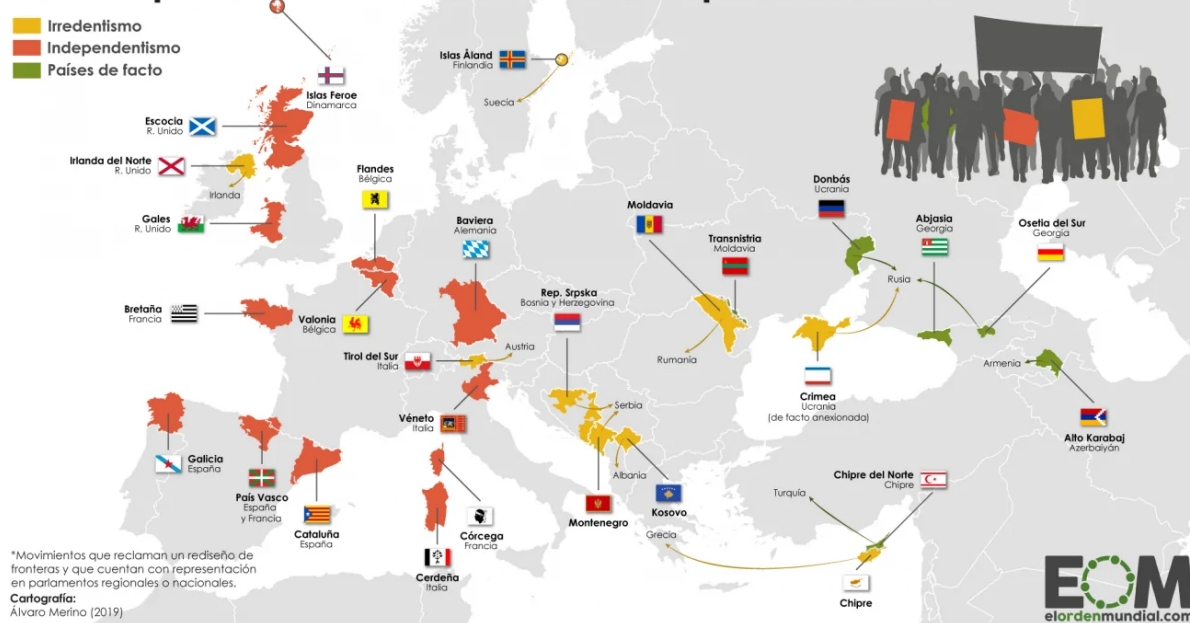 Irredentismo
Independentismo
Países de facto
Islas Feroe
Dinamarca
Islas Åland
Finlandia
Suecia
Escocia
R. Unido
Irlanda del Norte
R. Unido
Irlanda
Gales
R. Unido
Flandes
Bélgica
Baviera
Alemania
Moldavia
Transnistria
Moldavia
Donbás
Ucrania
Abjasia
Georgia
Osetia del Sur
Georgia
Rusia
Bretaña
Francia
Valonia
Bélgica
Rep. Srpska
Bosnia y Herzegovina
Austria
Tirol del Sur
Italia
Rumanía
Armenia
Crimea
Ucrania
(de facto anexionada)
Véneto
Italia
Serbia
Alto Karabaj
Azerbaiyán
Galicia
España
País Vasco
España
y Francia
Cataluña
España
Albania
Montenegro
Kosovo
Chipre del Norte
Chipre
Turquía
Córcega
Francia
Grecia
Cerdeña
Italia
Chipre
*Movimientos que reclaman un rediseño de
fronteras y que cuentan con representación
en parlamentos regionales o nacionales.
Cartografía:
Álvaro Merino (2019)
EOM
elordenmundial.com